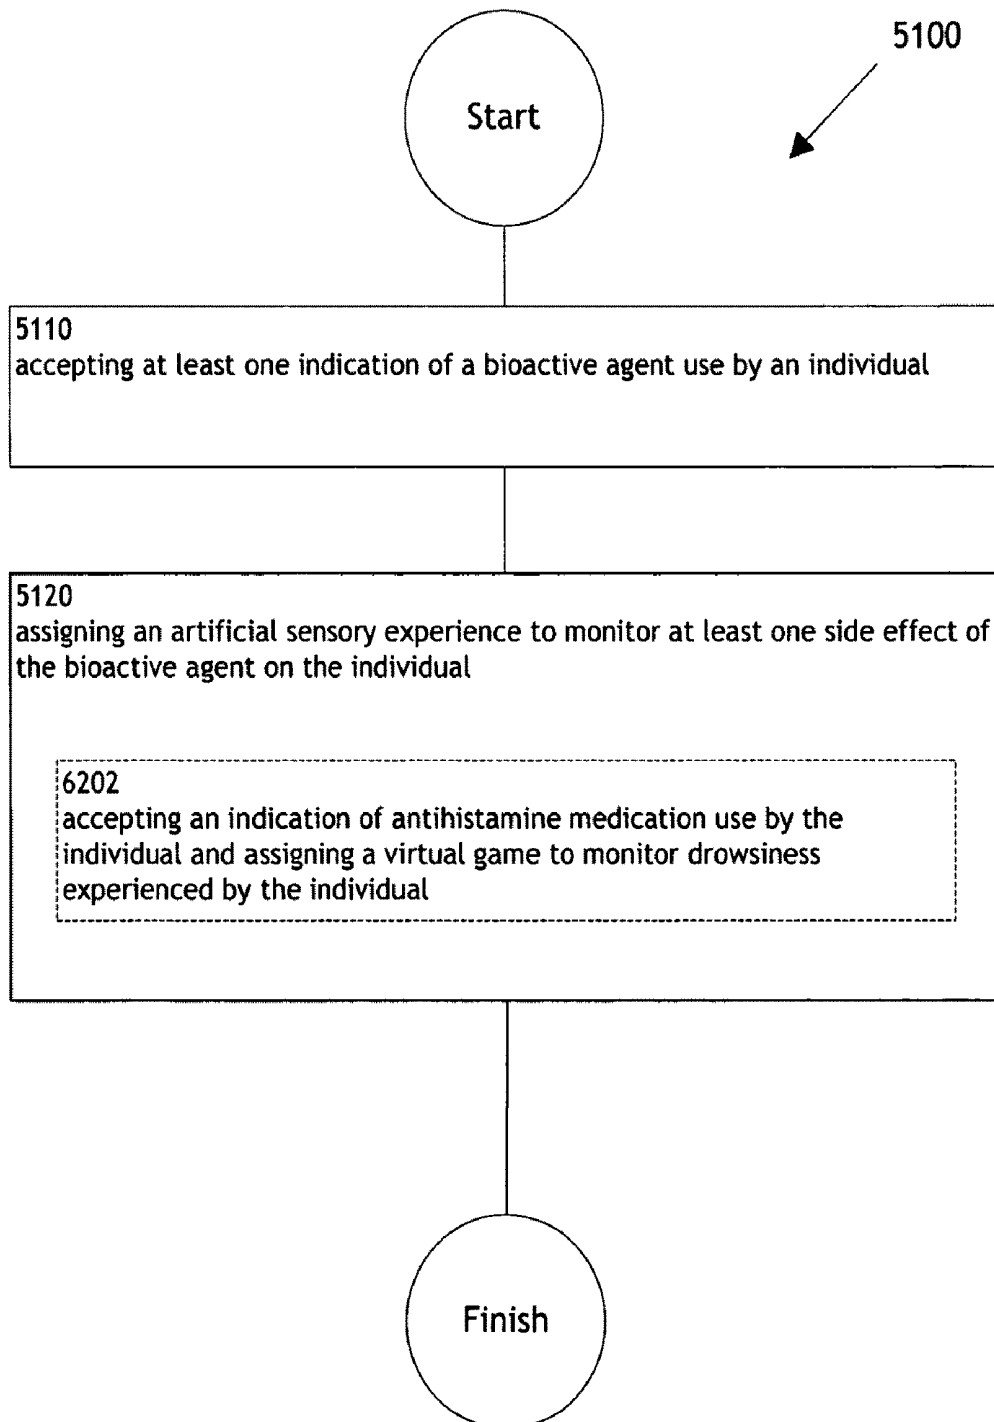 5100
Start
5110
accepting at least one indication of a bioactive agent use by an individual
5120
assigning an artificial sensory experience to monitor at least one side effect of
the bioactive agent on the individual
6202
accepting an indication of antihistamine medication use by the
individual and assigning a virtual game to monitor drowsiness
experienced by the individual
Finish